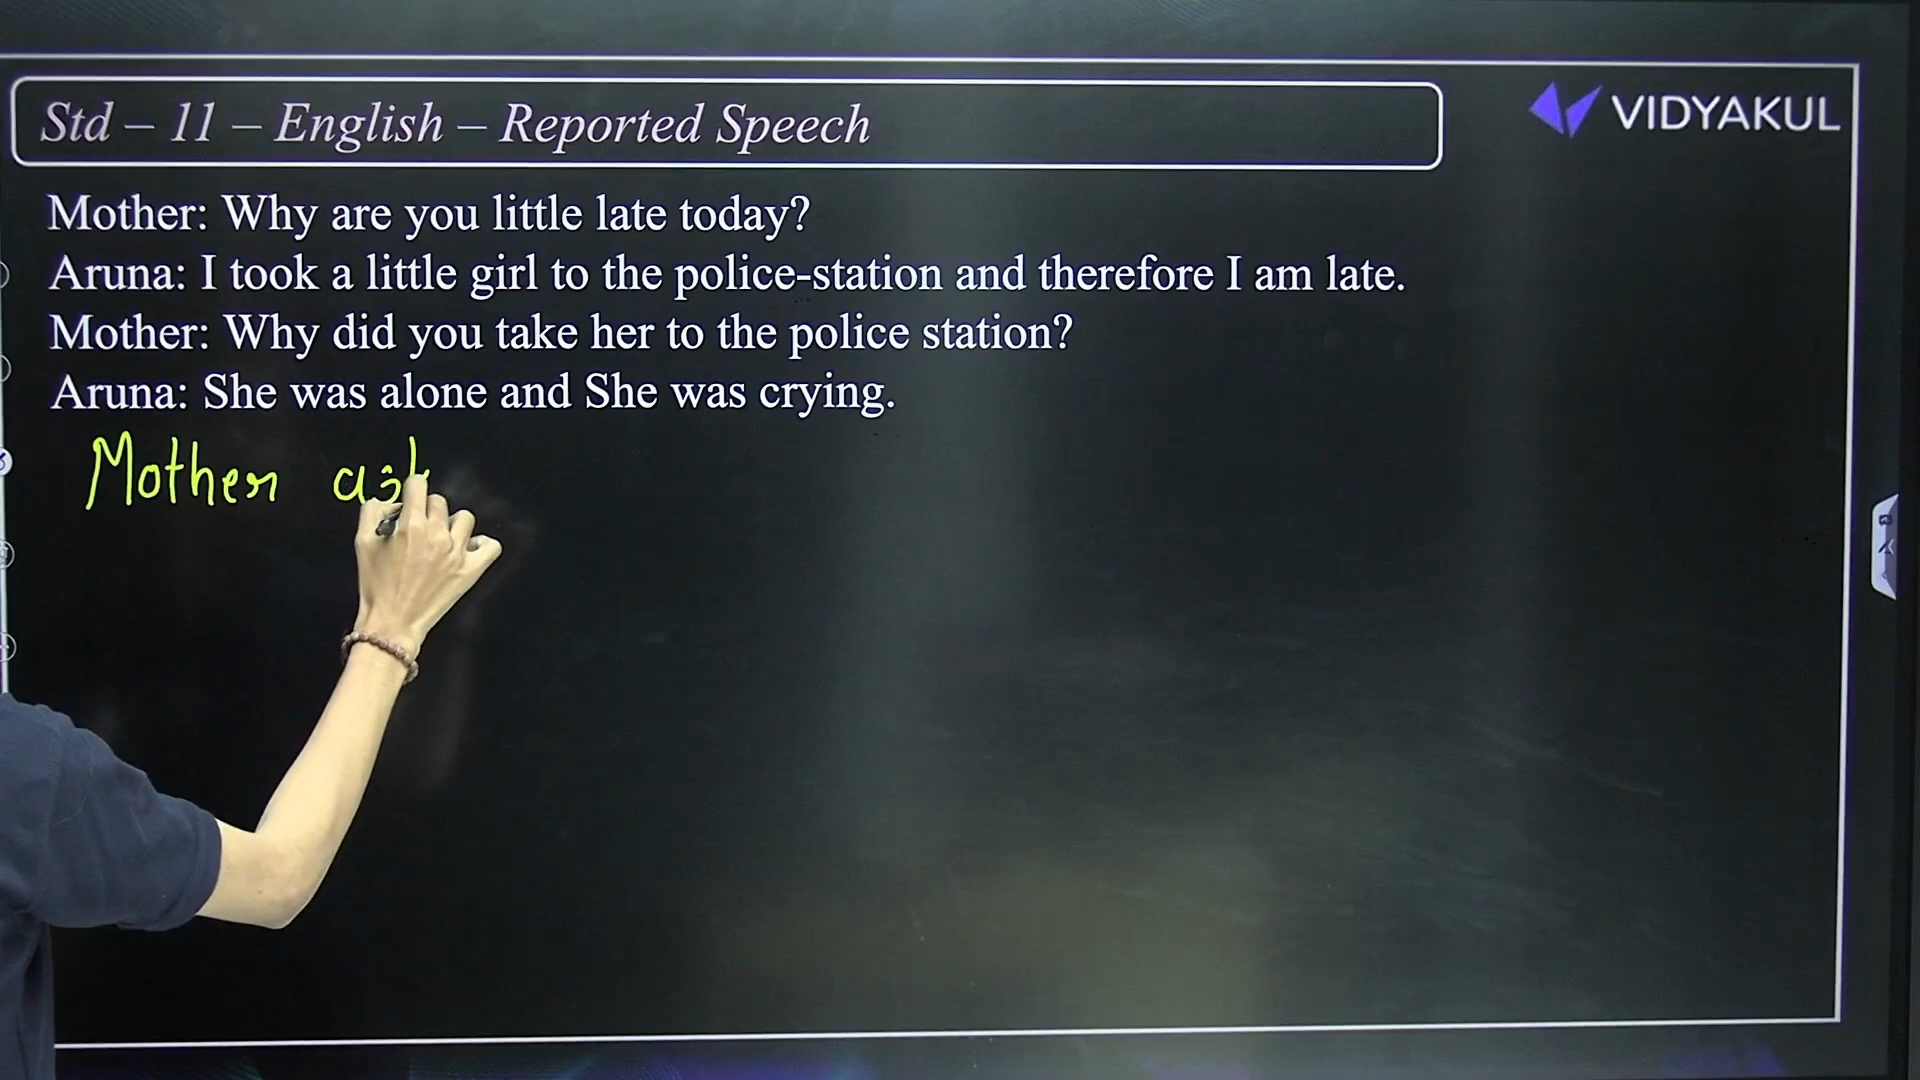 Std – 11 – English – Reported Speech
VIDYAKUL
Mother: Why are you little late today?
Aruna: I took a little girl to the police-station and therefore I am late.
Mother: Why did you take her to the police station?
Aruna: She was alone and She was crying.
Mother ask